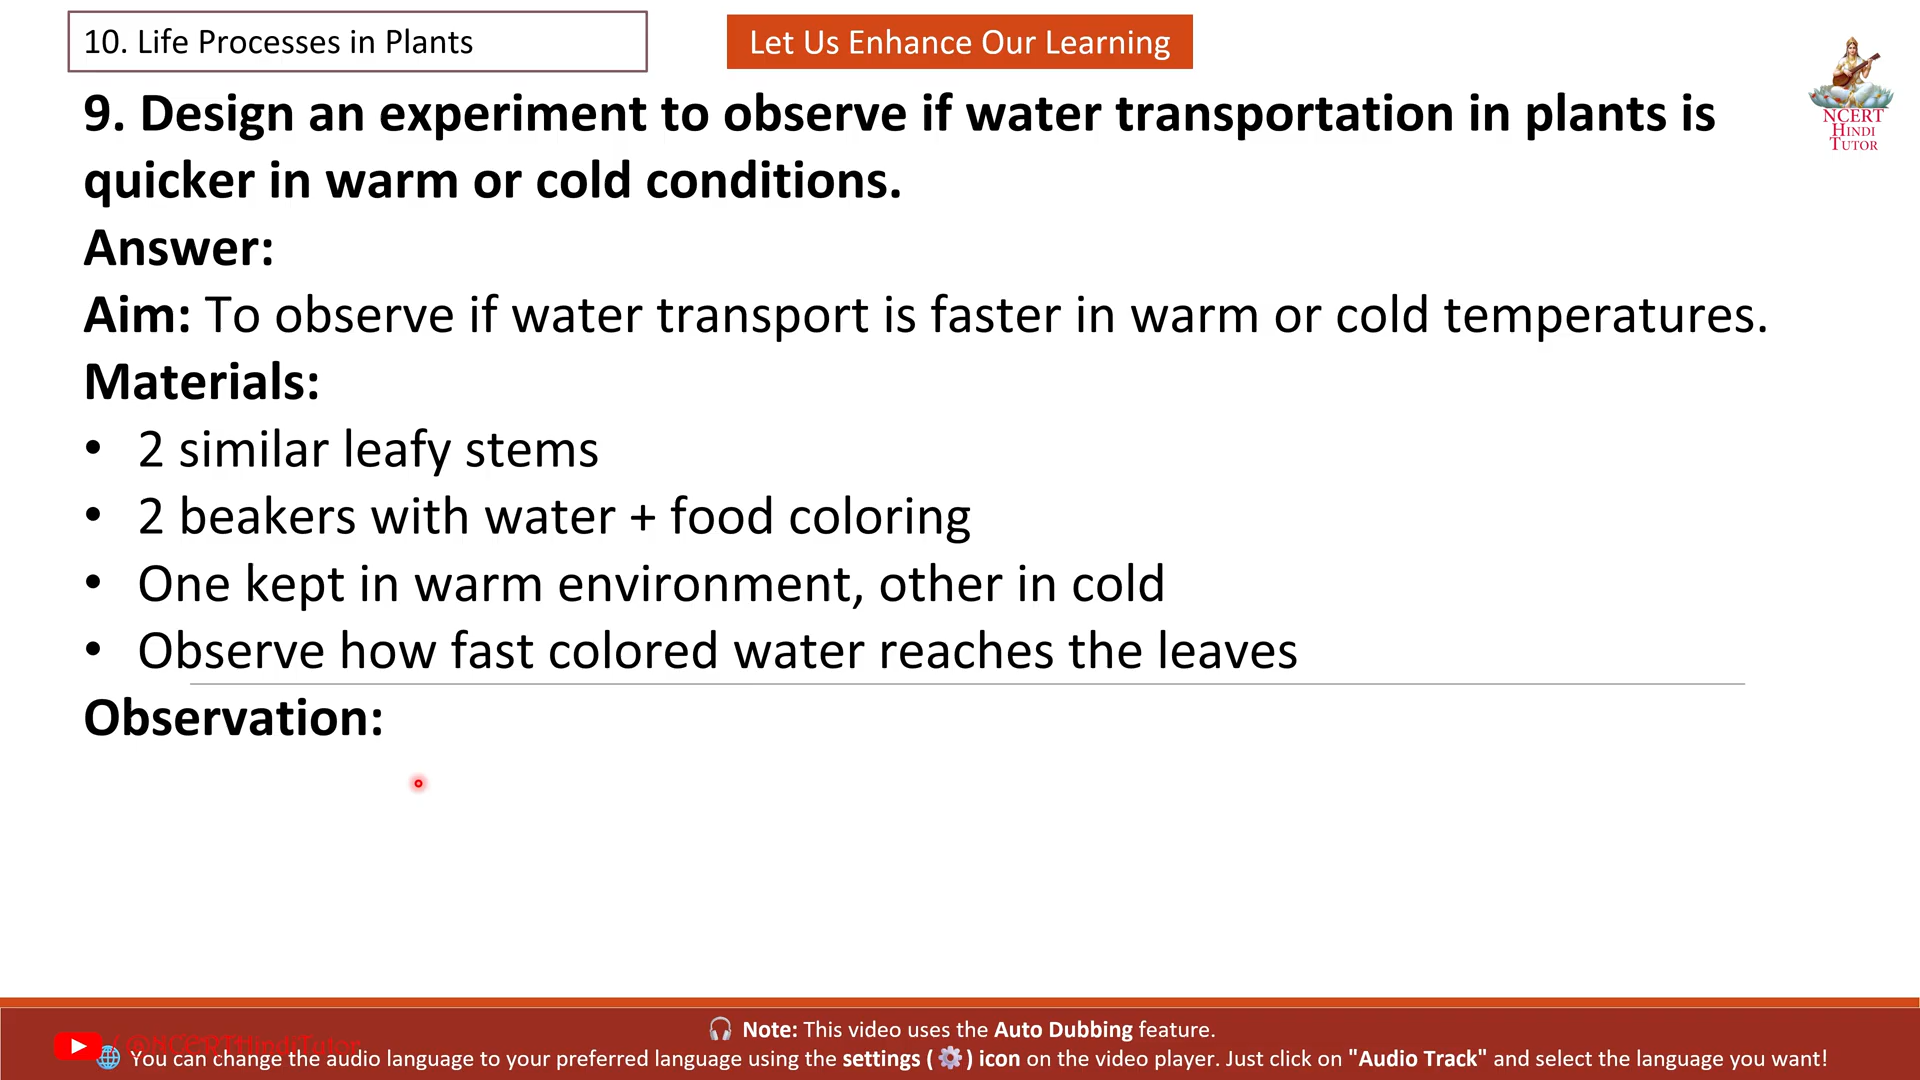 10. Life Processes in Plants
Let Us Enhance Our Learning
NCERT
HINDI
TUTOR
9. Design an experiment to observe if water transportation in plants is
quicker in warm or cold conditions.
Answer:
Aim: To observe if water transport is faster in warm or cold temperatures.
Materials:
• 2 similar leafy stems
• 2 beakers with water + food coloring
• One kept in warm environment, other in cold
• Observe how fast colored water reaches the leaves
Observation:
🎧 Note: This video uses the Auto Dubbing feature.
/@NCERTHindiTutor
🌐 You can change the audio language to your preferred language using the settings ( ⚙️ ) icon on the video player. Just click on "Audio Track" and select the language you want!